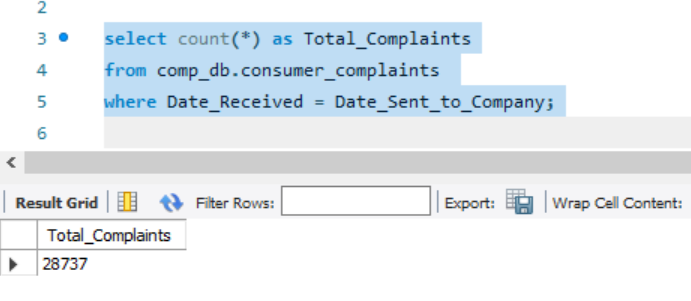 2
3 select count(*) as Total_Complaints
4 from comp_db.consumer_complaints
5 where Date_Received = Date_Sent_to_Company;
6
Result Grid Filter Rows: Export: Wrap Cell Content:
Total_Complaints
28737